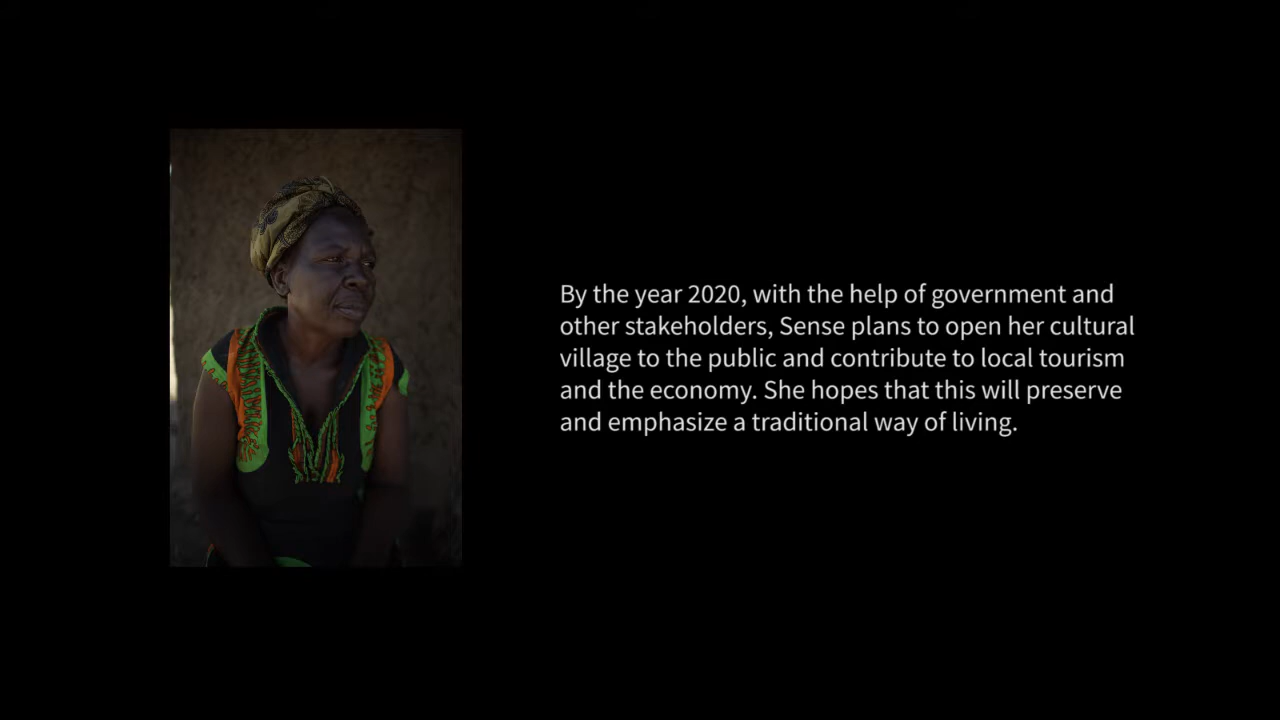 By the year 2020, with the help of government and
other stakeholders, Sense plans to open her cultural
village to the public and contribute to local tourism
and the economy. She hopes that this will preserve
and emphasize a traditional way of living.